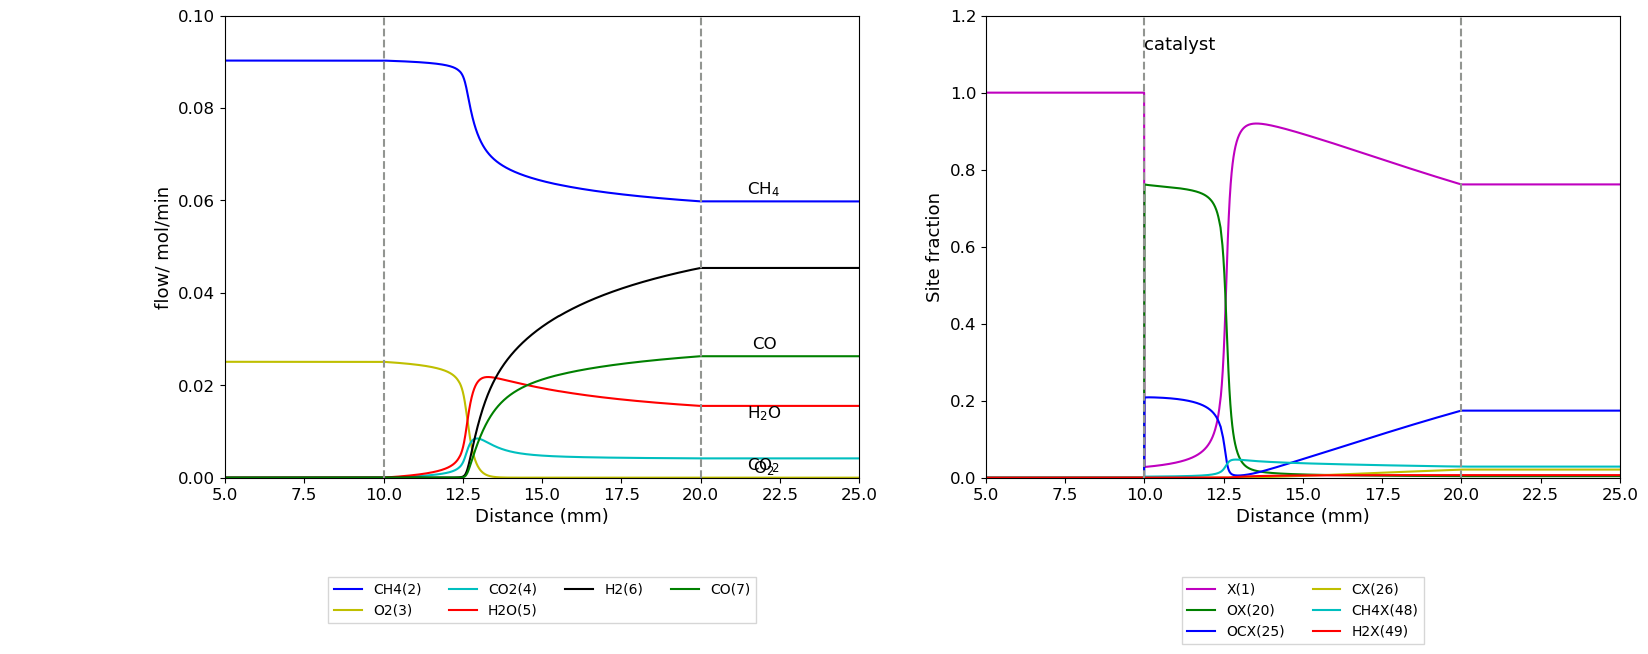 0.10
0.08
0.06
0.04
0.02
0.00
flow/ mol/min
CH₄
CO
H₂O
CO₂
O₂
5.0 7.5 10.0 12.5 15.0 17.5 20.0 22.5 25.0
Distance (mm)
CH4(2) CO2(4) H2(6) CO(7)
O2(3) H2O(5)
1.2
1.0
0.8
0.6
0.4
0.2
0.0
Site fraction
catalyst
5.0 7.5 10.0 12.5 15.0 17.5 20.0 22.5 25.0
Distance (mm)
X(1) CX(26)
OX(20) CH4X(48)
OCX(25) H2X(49)